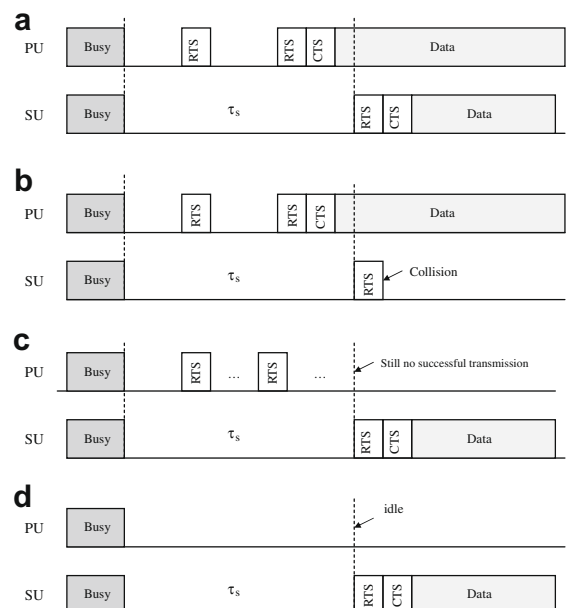 a
PU Busy RTS RTS CTS Data
SU Busy τs RTS CTS Data
b
PU Busy RTS RTS CTS Data
SU Busy τs RTS Collision
c
PU Busy RTS ... RTS ... Still no successful transmission
SU Busy τs RTS CTS Data
d
PU Busy idle
SU Busy τs RTS CTS Data